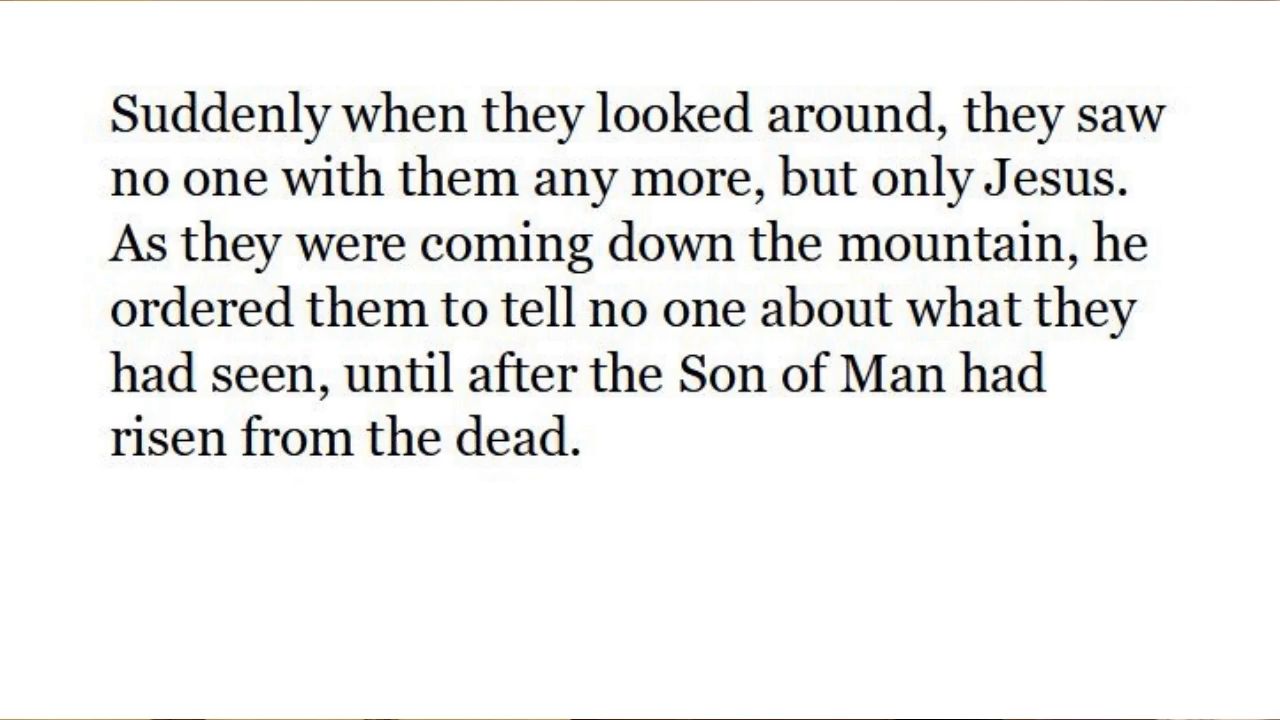 Suddenly when they looked around, they saw
no one with them any more, but only Jesus.
As they were coming down the mountain, he
ordered them to tell no one about what they
had seen, until after the Son of Man had
risen from the dead.